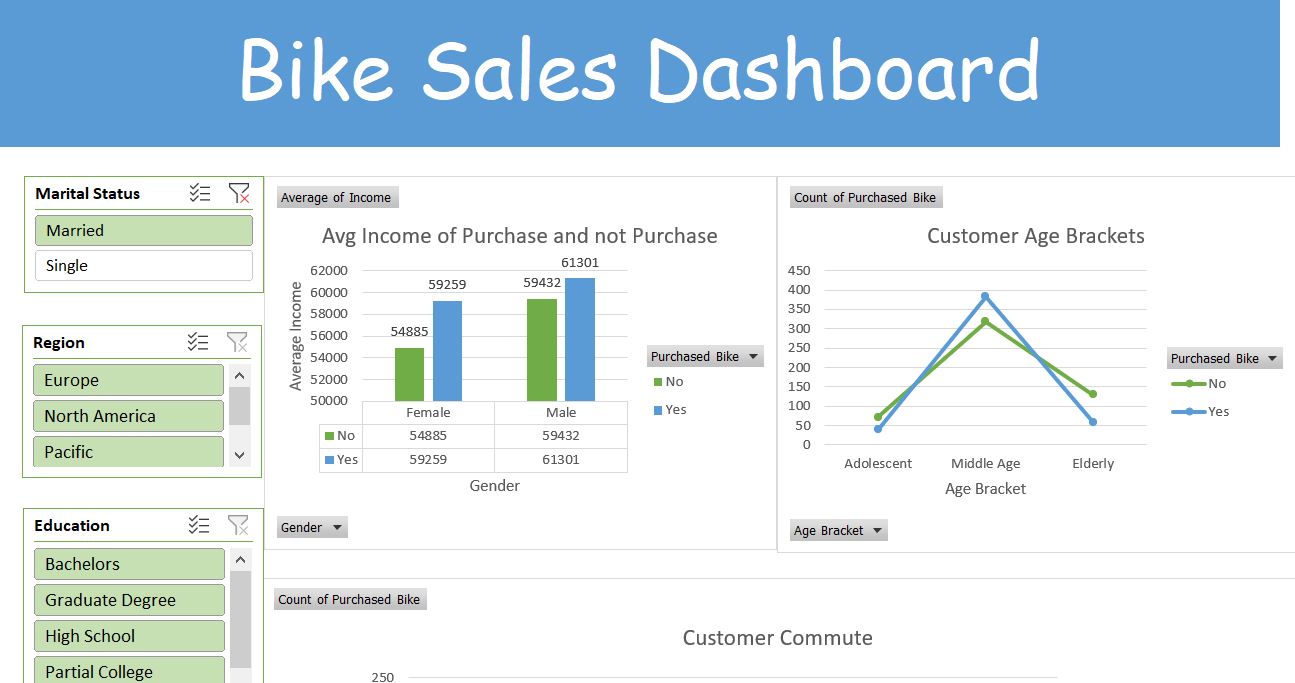 Bike Sales Dashboard
Marital Status
Married
Single
Region
Europe
North America
Pacific
Education
Bachelors
Graduate Degree
High School
Partial College
Average of Income
Avg Income of Purchase and not Purchase
Average Income
62000
60000
58000
56000
54000
52000
50000
54885
59259
59432
61301
Female Male
No 54885 59432
Yes 59259 61301
Gender
Purchased Bike
No
Yes
Gender
Count of Purchased Bike
Customer Age Brackets
450
400
350
300
250
200
150
100
50
0
Adolescent Middle Age Elderly
Age Bracket
Purchased Bike
No
Yes
Age Bracket
Count of Purchased Bike
Customer Commute
250